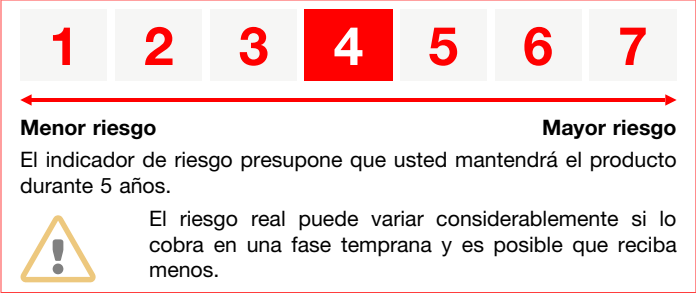 1 2 3 4 5 6 7
Menor riesgo Mayor riesgo
El indicador de riesgo presupone que usted mantendrá el producto
durante 5 años.
El riesgo real puede variar considerablemente si lo
cobra en una fase temprana y es posible que reciba
menos.